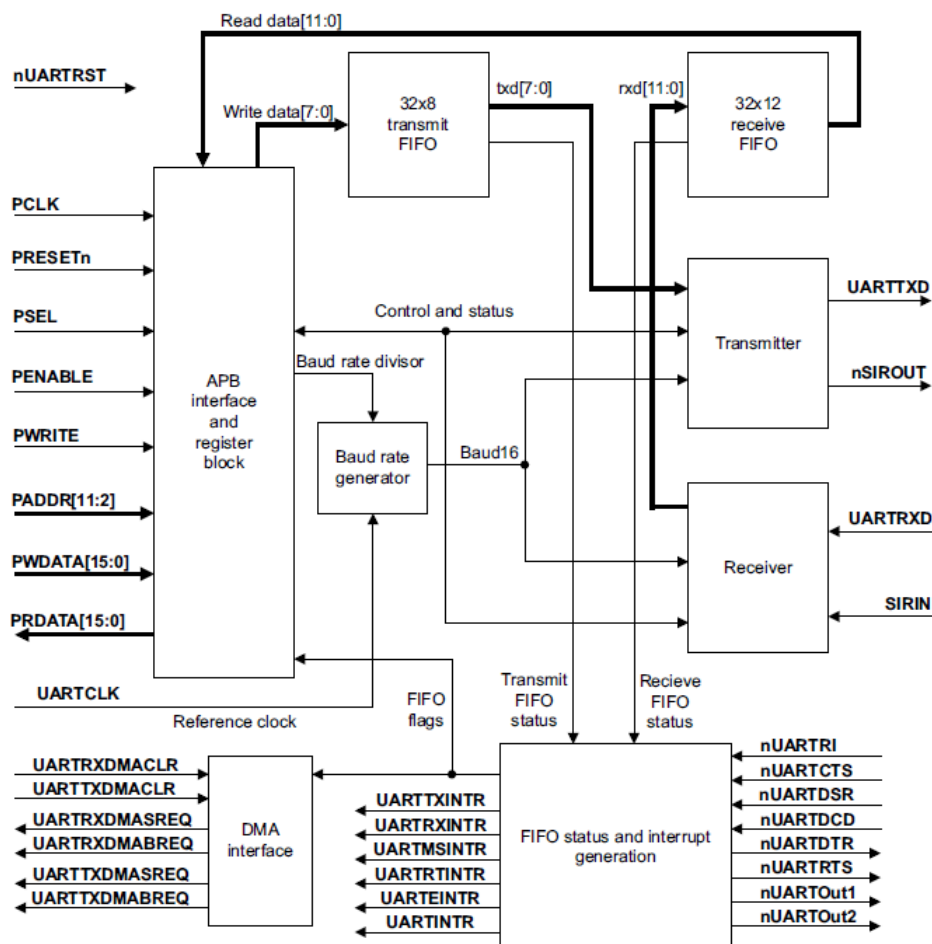 Read data[11:0]
nUARTRST
Write data[7:0]
32x8
transmit
FIFO
txd[7:0]
rxd[11:0]
32x12
receive
FIFO
PCLK
PRESETn
PSEL
PENABLE
PWRITE
PADDR[11:2]
PWDATA[15:0]
PRDATA[15:0]
APB
interface
and
register
block
Control and status
Baud rate divisor
Baud rate
generator
Baud16
Transmitter
UARTTXD
nSIROUT
Receiver
UARTRXD
SIRIN
UARTCLK
Reference clock
FIFO
flags
Transmit
FIFO
status
Recieve
FIFO
status
UARTRXDMACLR
UARTTXDMACLR
UARTRXDMASREQ
UARTRXDMABREQ
UARTTXDMASREQ
UARTTXDMABREQ
DMA
interface
UARTTXINTR
UARTRXINTR
UARTMSINTR
UARTRTINTR
UARTEINTR
UARTINTR
FIFO status and interrupt
generation
nUARTRI
nUARTCTS
nUARTDSR
nUARTDCD
nUARTDTR
nUARTRTS
nUARTOut1
nUARTOut2